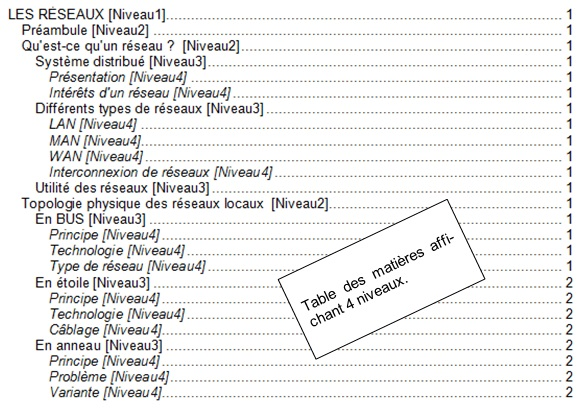 LES RÉSEAUX [Niveau1]..........1
Préambule [Niveau2]..........1
Qu'est-ce qu'un réseau ? [Niveau2]..........1
Système distribué [Niveau3]..........1
Présentation [Niveau4]..........1
Intérêts d'un réseau [Niveau4]..........1
Différents types de réseaux [Niveau3]..........1
LAN [Niveau4]..........1
MAN [Niveau4]..........1
WAN [Niveau4]..........1
Interconnexion de réseaux [Niveau4]..........1
Utilité des réseaux [Niveau3]..........1
Topologie physique des réseaux locaux [Niveau2]..........1
En BUS [Niveau3]..........1
Principe [Niveau4]..........1
Technologie [Niveau4]..........1
Type de réseau [Niveau4]..........1
En étoile [Niveau3]..........2
Principe [Niveau4]..........2
Technologie [Niveau4]..........2
Câblage [Niveau4]..........2
En anneau [Niveau3]..........2
Principe [Niveau4]..........2
Problème [Niveau4]..........2
Variante [Niveau4]..........2
Table des matières affi-
chant 4 niveaux.